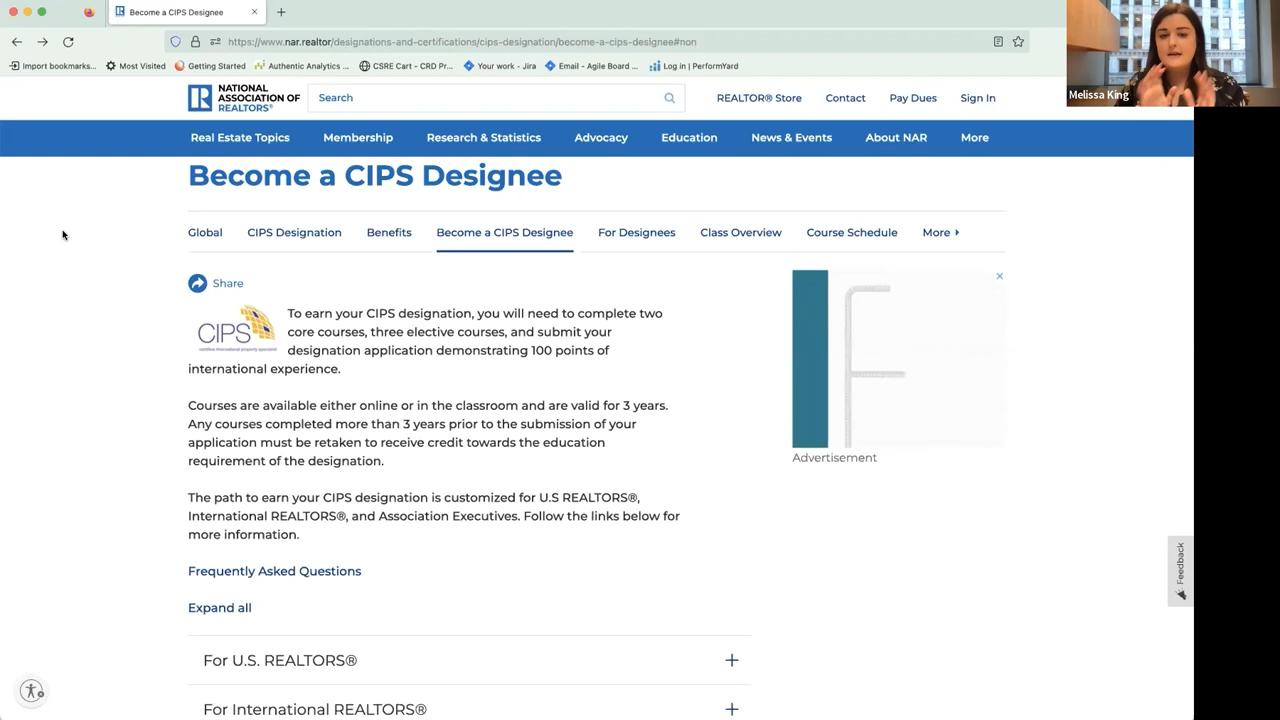 Become a CIPS Designee
https://www.nar.realtor/designations-and-certifications/cips-designation/become-a-cips-designee#non
Import bookmarks... Most Visited Getting Started Authentic Analytics ... CSRE Cart - CRD Pr... Your work - Jira Email - Agile Board ... Log in | PerformYard
Melissa King
NATIONAL
ASSOCIATION OF
REALTORS®
Search
REALTOR® Store Contact Pay Dues Sign In
Real Estate Topics Membership Research & Statistics Advocacy Education News & Events About NAR More
Become a CIPS Designee
Global CIPS Designation Benefits Become a CIPS Designee For Designees Class Overview Course Schedule More
Share
CIPS
certified international property specialist
To earn your CIPS designation, you will need to complete two
core courses, three elective courses, and submit your
designation application demonstrating 100 points of
international experience.
Advertisement
Courses are available either online or in the classroom and are valid for 3 years.
Any courses completed more than 3 years prior to the submission of your
application must be retaken to receive credit towards the education
requirement of the designation.
The path to earn your CIPS designation is customized for U.S REALTORS®,
International REALTORS®, and Association Executives. Follow the links below for
more information.
Feedback
Frequently Asked Questions
Expand all
For U.S. REALTORS®
For International REALTORS®